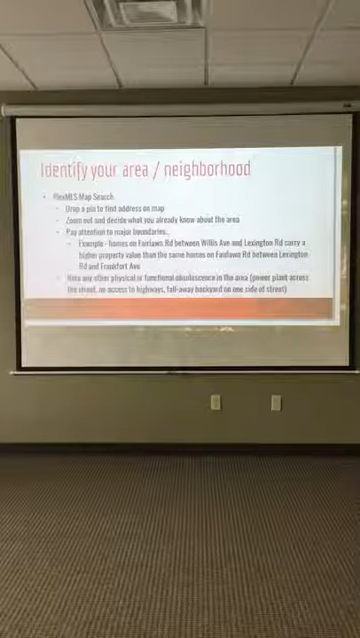 Identify your area / neighborhood
• FlexMLS Map Search
- Drop a pin to find address on map
- Zoom out and decide what you already know about the area
- Pay attention to major boundaries..
- Example - homes on Fairlawn Rd between Willis Ave and Lexington Rd carry a
higher property value than the same homes on Fairlawn Rd between Lexington
Rd and Frankfort Ave
- any other physical or functional obsolescence in the area (power plant across
the street, on access to highways, fall-away backyard on one side of street)